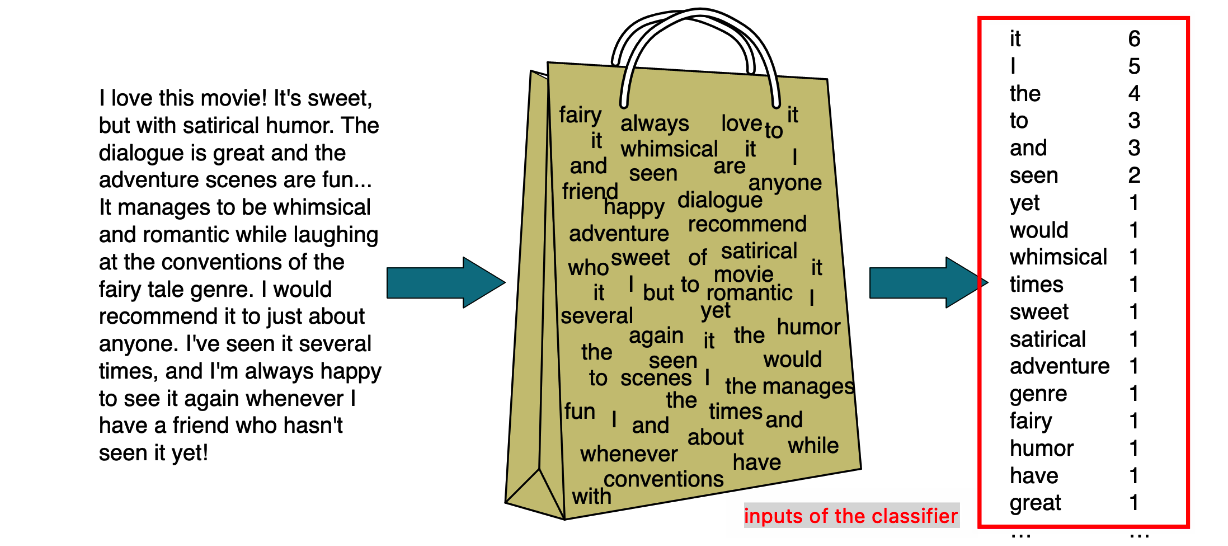 I love this movie! It's sweet,
but with satirical humor. The
dialogue is great and the
adventure scenes are fun...
It manages to be whimsical
and romantic while laughing
at the conventions of the
fairy tale genre. I would
recommend it to just about
anyone. I've seen it several
times, and I'm always happy
to see it again whenever I
have a friend who hasn't
seen it yet!
fairy always love to it
it whimsical it I
and seen are anyone
friend happy dialogue
adventure recommend
who sweet of satirical
it I but to movie it
romantic I
several yet
again it the humor
the seen would
to scenes I the manages
the
fun I and times and
about
whenever while
have
conventions
with
inputs of the classifier
it 6
I 5
the 4
to 3
and 3
seen 2
yet 1
would 1
whimsical 1
times 1
sweet 1
satirical 1
adventure 1
genre 1
fairy 1
humor 1
have 1
great 1
... ...